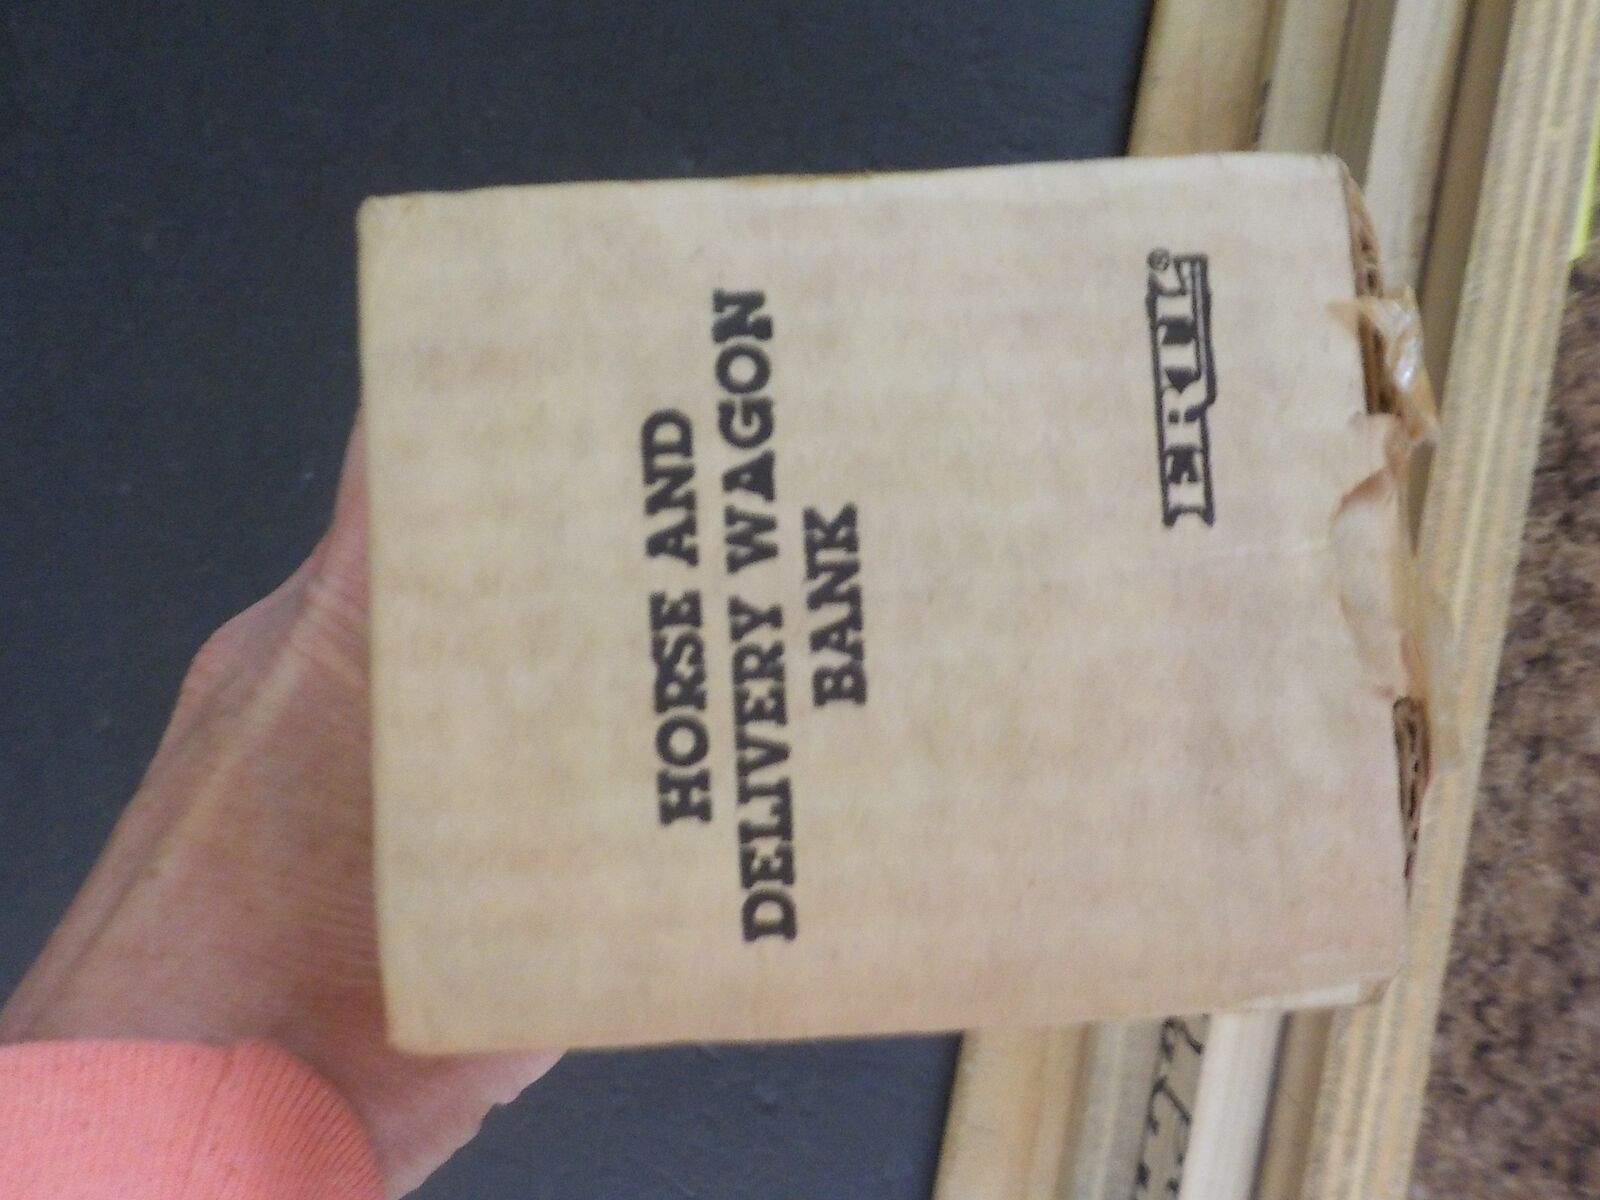 HORSE AND
DELIVERY WAGON
BANK
ERTL®